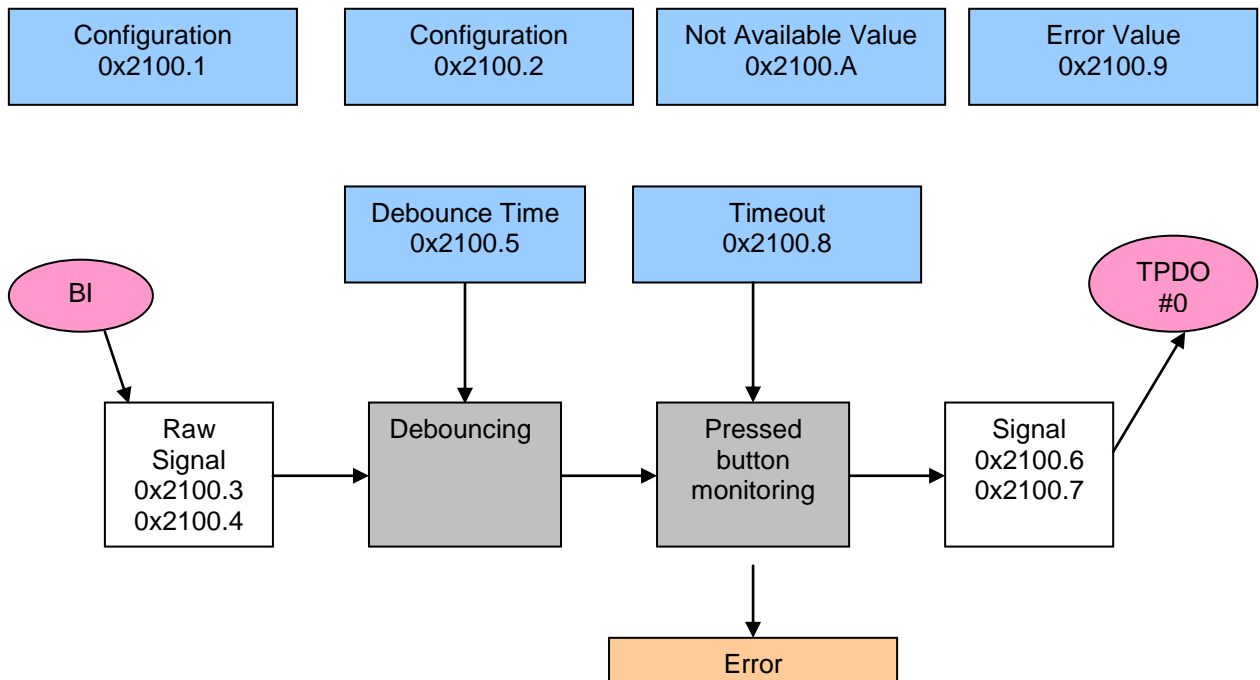 Configuration
0x2100.1
Configuration
0x2100.2
Not Available Value
0x2100.A
Error Value
0x2100.9
Debounce Time
0x2100.5
Timeout
0x2100.8
BI
TPDO
#0
Raw
Signal
0x2100.3
0x2100.4
Debouncing
Pressed
button
monitoring
Signal
0x2100.6
0x2100.7
Error